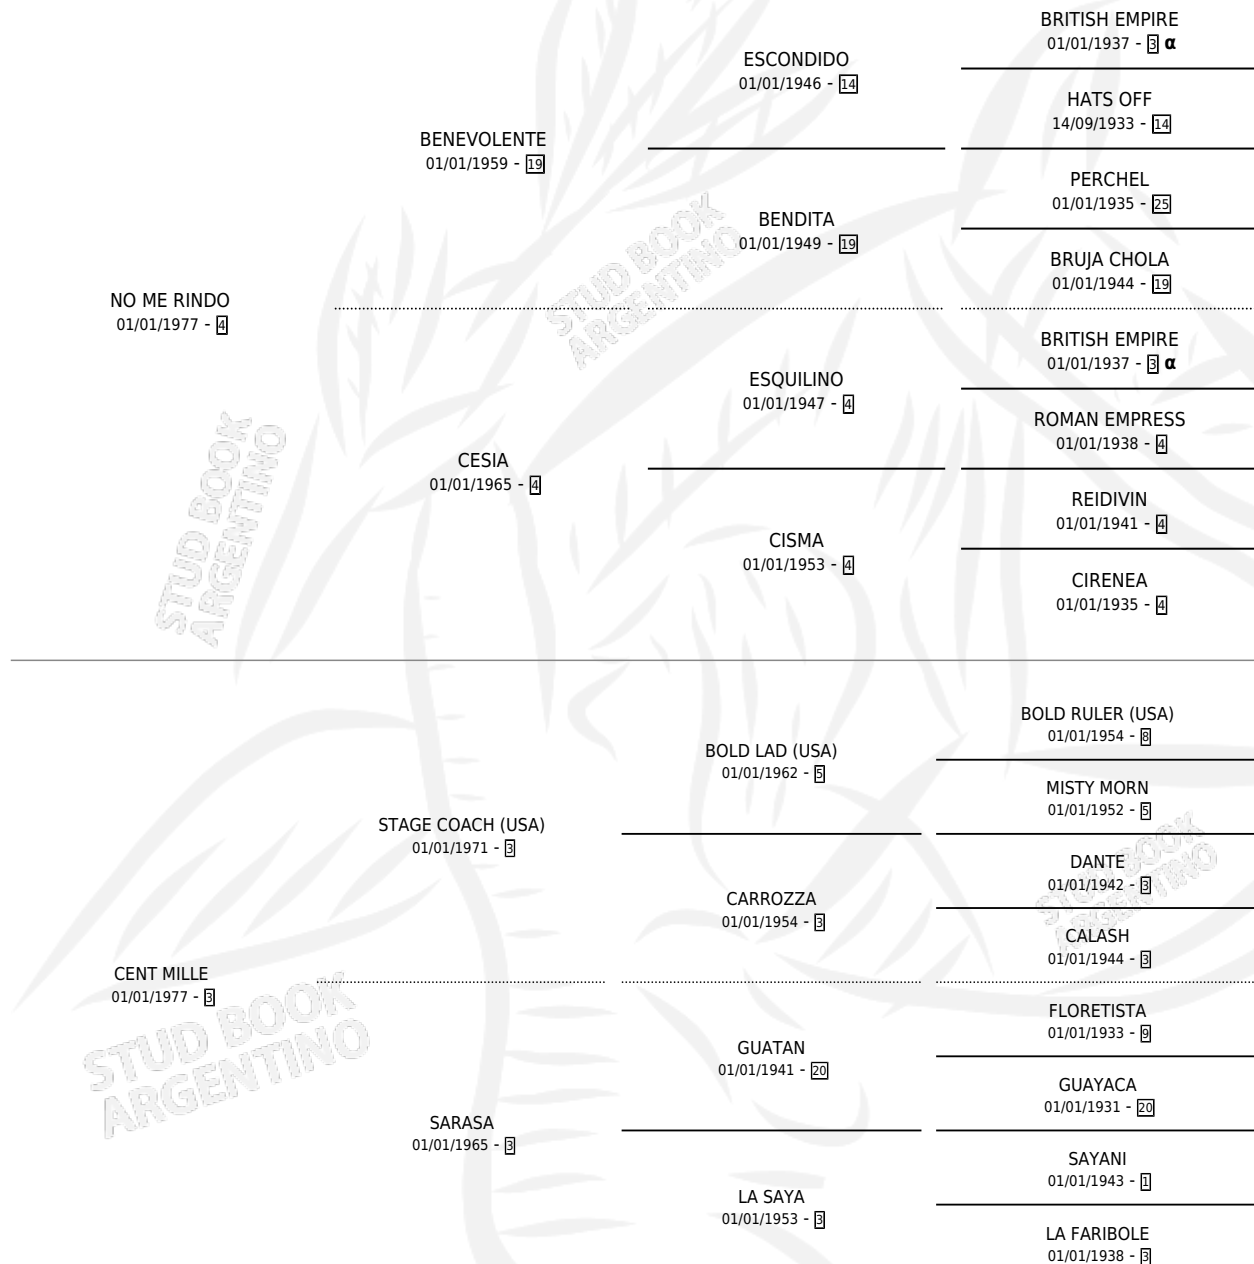 BRITISH EMPIRE
01/01/1937 - 3 α
ESCONDIDO
01/01/1946 - 14
HATS OFF
14/09/1933 - 14
BENEVOLENTE
01/01/1959 - 19
PERCHEL
01/01/1935 - 25
BENDITA
01/01/1949 - 19
BRUJA CHOLA
01/01/1944 - 19
STUD BOOK
ARGENTINO
NO ME RINDO
01/01/1977 - 4
BRITISH EMPIRE
01/01/1937 - 3 α
ESQUILINO
01/01/1947 - 4
ROMAN EMPRESS
01/01/1938 - 4
CESIA
01/01/1965 - 4
REIDIVIN
01/01/1941 - 4
CISMA
01/01/1953 - 4
CIRENEA
01/01/1935 - 4
STUD BOOK
ARGENTINO
BOLD RULER (USA)
01/01/1954 - 8
BOLD LAD (USA)
01/01/1962 - 5
MISTY MORN
01/01/1952 - 5
STAGE COACH (USA)
01/01/1971 - 3
DANTE
01/01/1942 - 3
CARROZZA
01/01/1954 - 3
CALASH
01/01/1944 - 3
STUD BOOK
ARGENTINO
CENT MILLE
01/01/1977 - 3
FLORETISTA
01/01/1933 - 9
GUATAN
01/01/1941 - 20
GUAYACA
01/01/1931 - 20
STUD BOOK
ARGENTINO
SARASA
01/01/1965 - 3
SAYANI
01/01/1943 - 1
LA SAYA
01/01/1953 - 3
LA FARIBOLE
01/01/1938 - 3